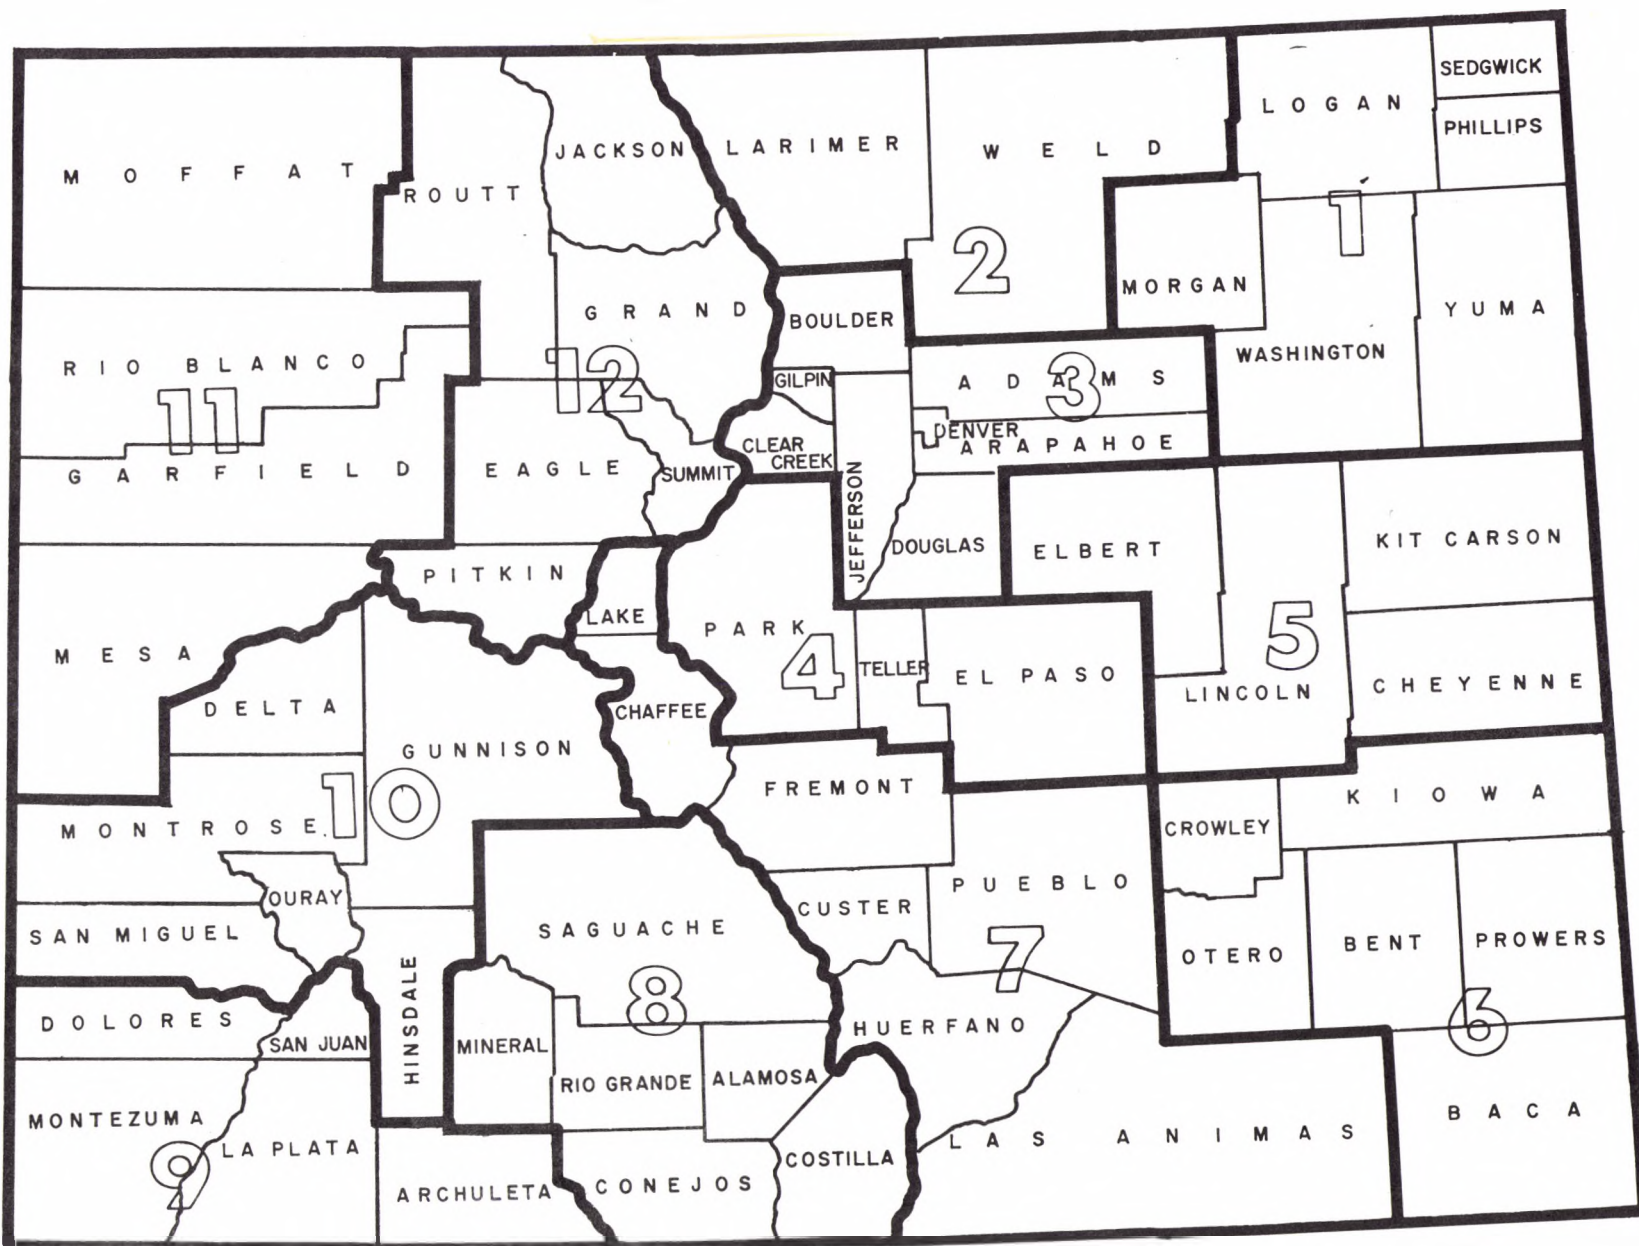 SEDGWICK
LOGAN
PHILLIPS
JACKSON
LARIMER
WELD
MOFFAT
ROUTT
1
2
MORGAN
YUMA
GRAND
BOULDER
WASHINGTON
RIO BLANCO
12
GILPIN
ADAMS
3
11
DENVER
ARAPAHOE
CLEAR
CREEK
GARFIELD
EAGLE
SUMMIT
JEFFERSON
DOUGLAS
ELBERT
KIT CARSON
PITKIN
LAKE
PARK
4
TELLER
5
MESA
EL PASO
LINCOLN
CHEYENNE
DELTA
CHAFFEE
GUNNISON
FREMONT
KIOWA
10
MONTROSE
CROWLEY
OURAY
PUEBLO
CUSTER
SAGUACHE
SAN MIGUEL
7
OTERO
BENT
PROWERS
HINSDALE
8
DOLORES
SAN JUAN
HUERFANO
6
MINERAL
RIO GRANDE
ALAMOSA
MONTEZUMA
BACA
LA PLATA
9
LAS ANIMAS
COSTILLA
ARCHULETA
CONEJOS